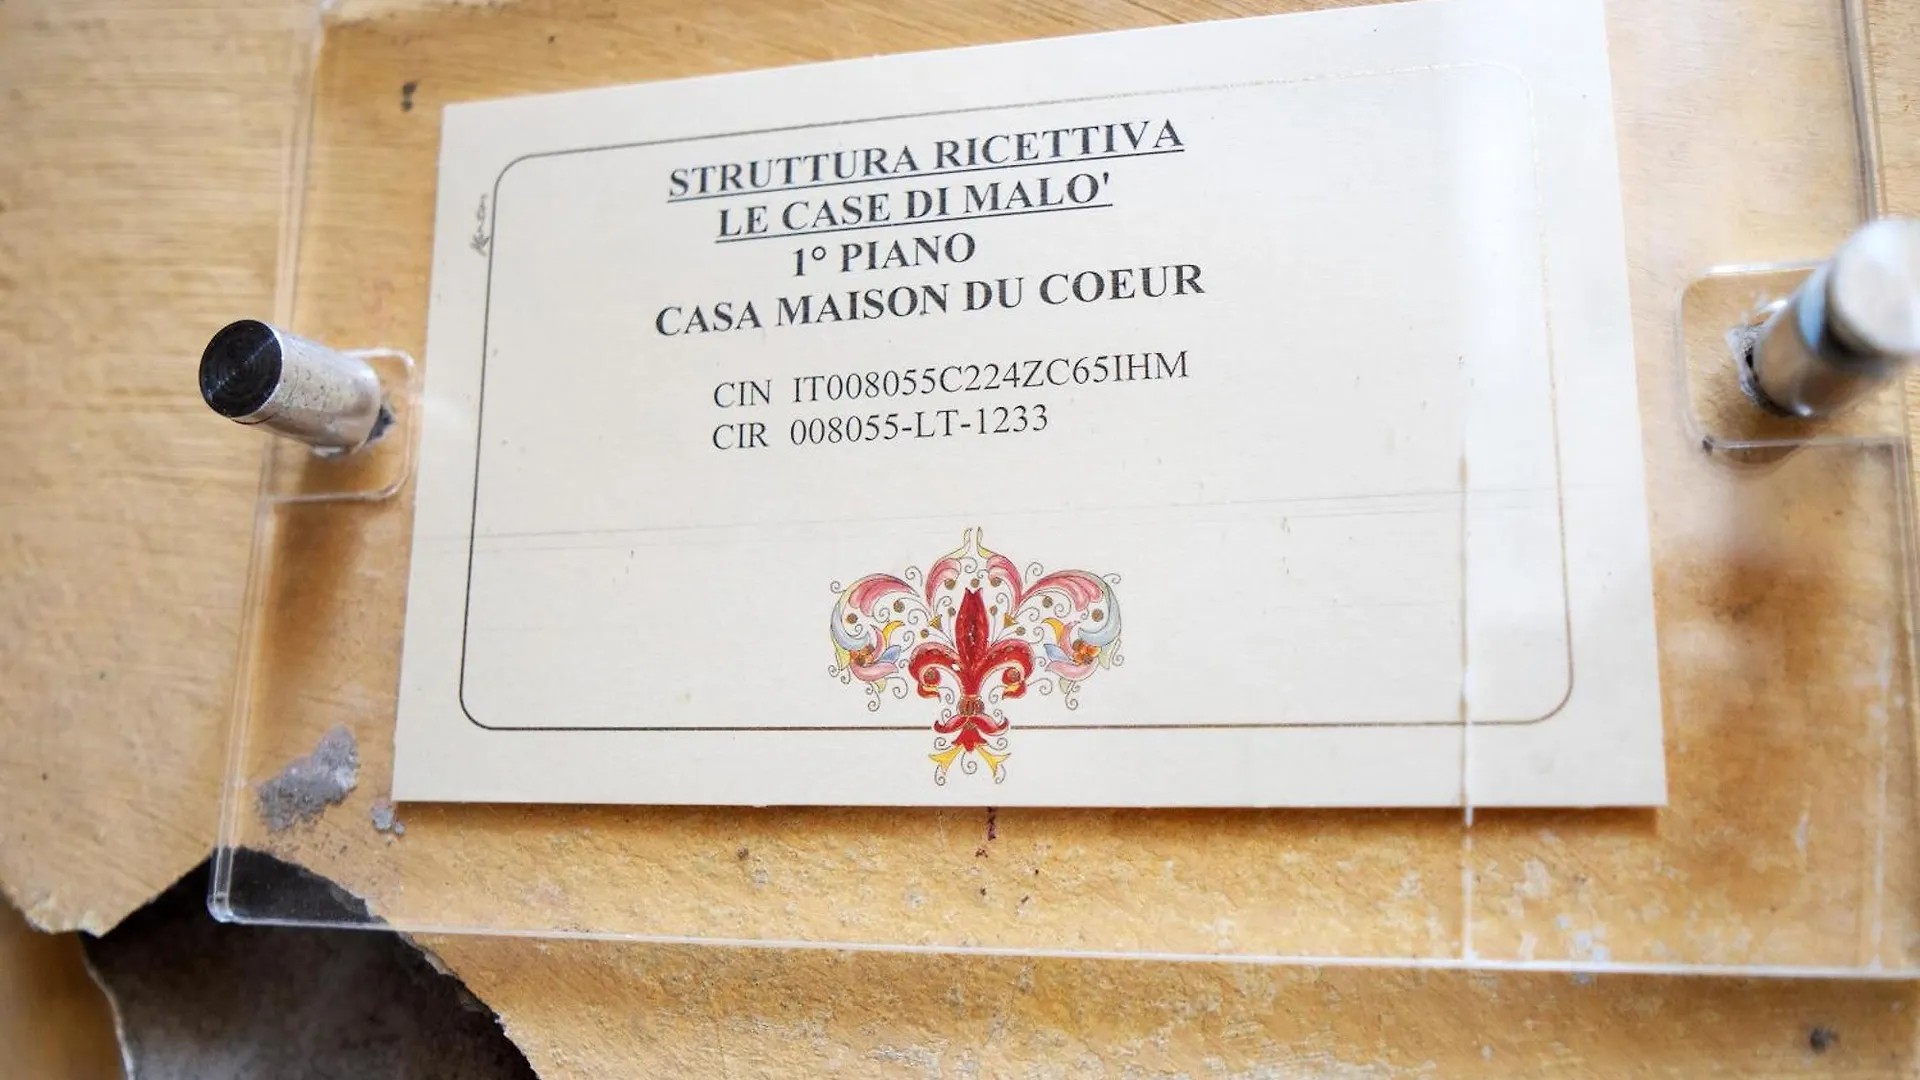 STRUTTURA RICETTIVA
LE CASE DI MALO'
1° PIANO
CASA MAISON DU COEUR
CIN IT008055C224ZC65IHM
CIR 008055-LT-1233